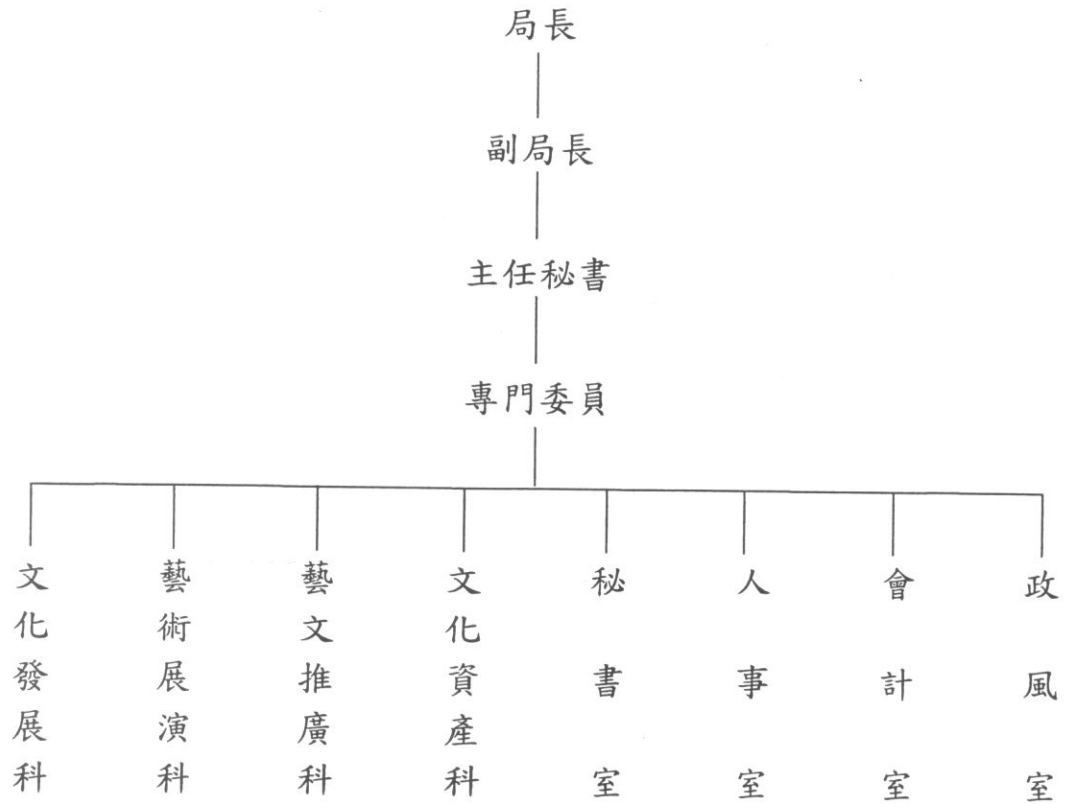 局長
副局長
主任秘書
專門委員
文化發展科
藝術展演科
藝文推廣科
文化資產科
秘書室
人事室
會計室
政風室